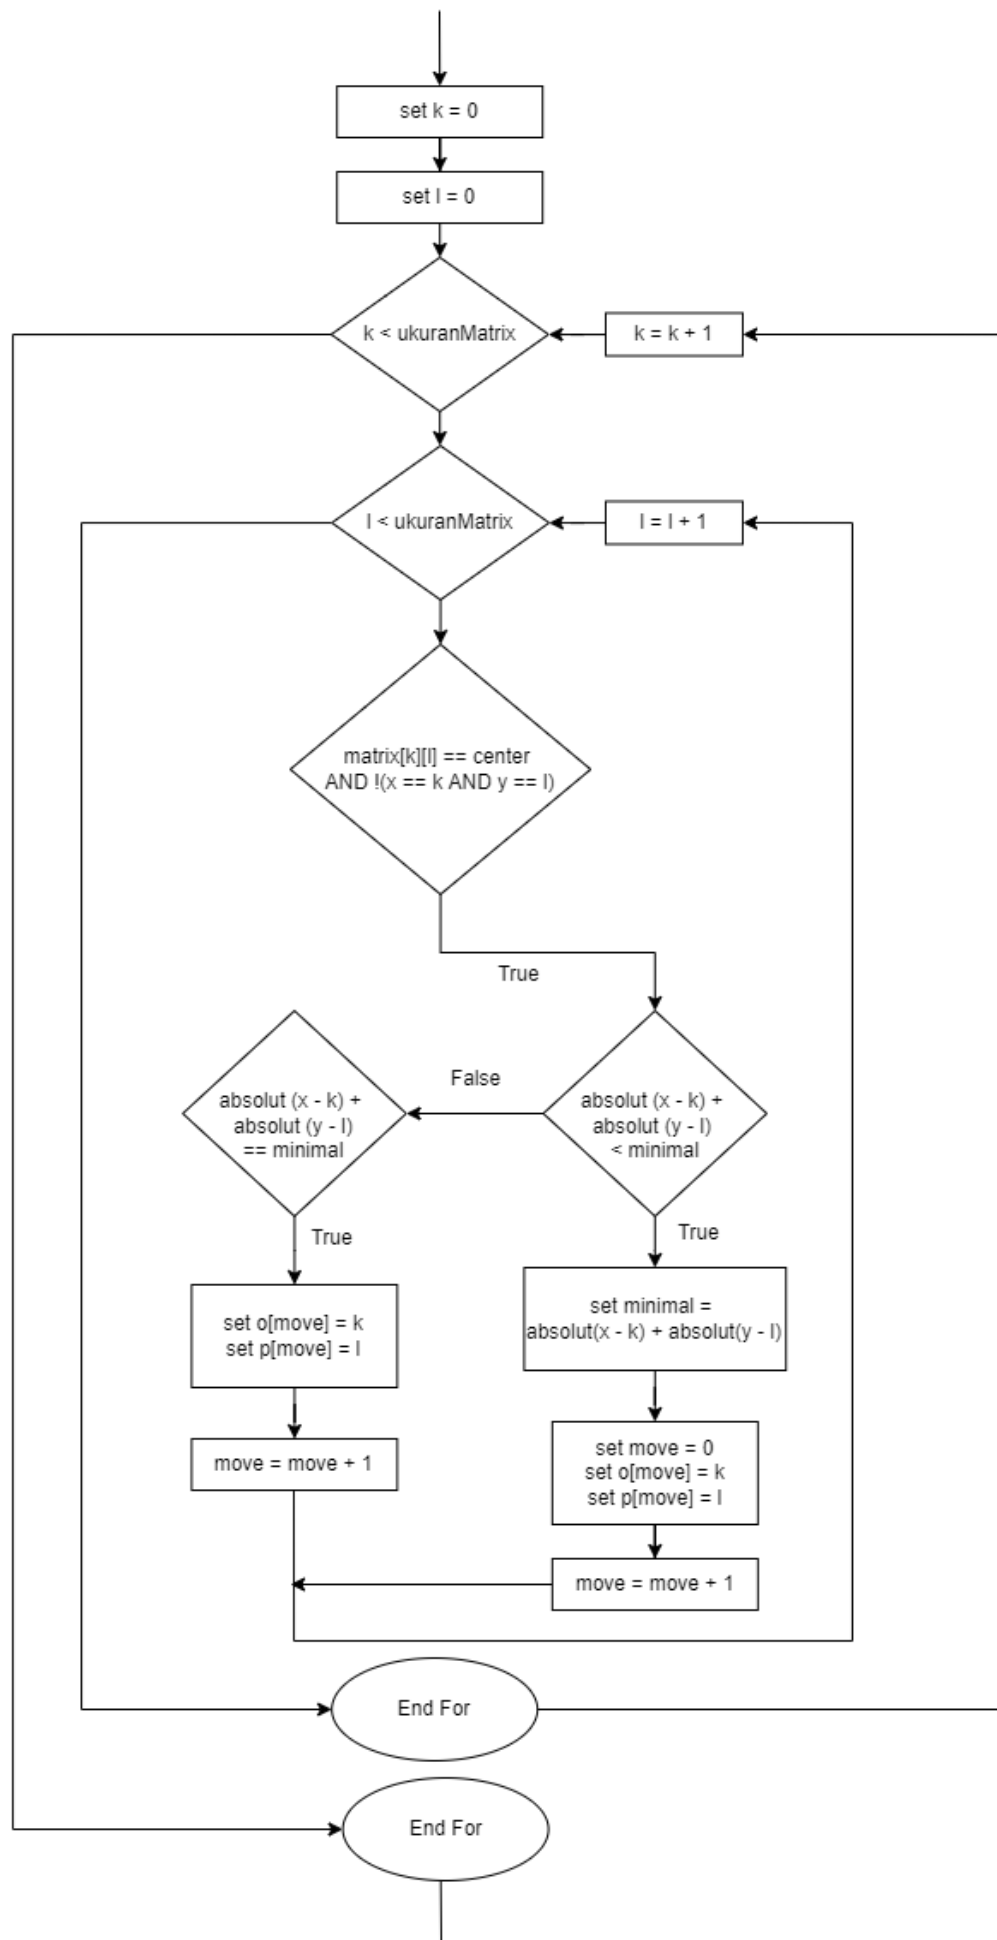 set k = 0
set l = 0
k < ukuranMatrix
k = k + 1
l < ukuranMatrix
l = l + 1
matrix[k][l] == center
AND !(x == k AND y == l)
True
False
absolut (x - k) +
absolut (y - l)
== minimal
absolut (x - k) +
absolut (y - l)
< minimal
True
True
set o[move] = k
set p[move] = l
set minimal =
absolut(x - k) + absolut(y - l)
move = move + 1
set move = 0
set o[move] = k
set p[move] = l
move = move + 1
End For
End For